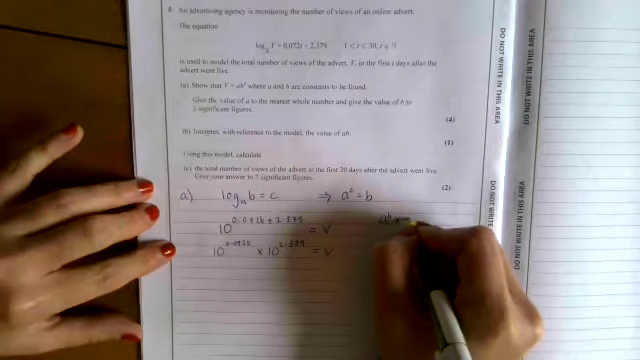 8. An advertising agency is monitoring the number of views of an online advert.
The equation
log₁₀ V = 0.072t + 2.379    1 ⩽ t ⩽ 30, t ∈ ℕ
is used to model the total number of views of the advert, V, in the first t days after the
advert went live.
(a) Show that V = abᵗ where a and b are constants to be found.
Give the value of a to the nearest whole number and give the value of b to
2 significant figures.
(4)
(b) Interpret, with reference to the model, the value of ab.
(1)
Using this model, calculate
(c) the total number of views of the advert in the first 20 days after the advert went live.
Give your answer to 2 significant figures.
(2)
a) logₐb = c ⇒ aᶜ = b
10^0.072t + 2.379 = V
10^0.072t × 10^2.379 = V
DO NOT WRITE IN THIS AREA
DO NOT WRITE IN THIS AREA
DO NOT WRITE
DO NOT WRITE IN THIS AREA